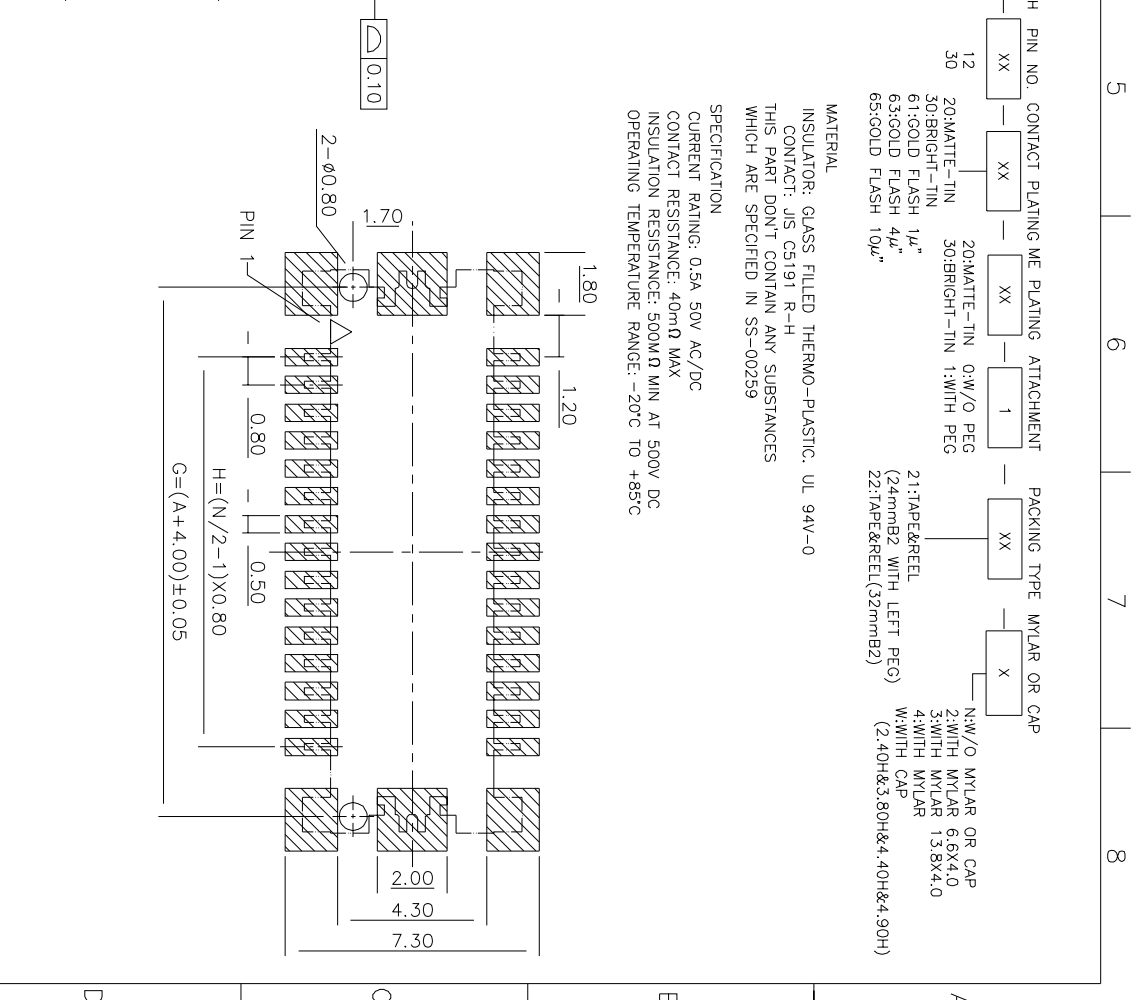 H PIN NO. CONTACT PLATING ME PLATING ATTACHMENT PACKING TYPE MYLAR OR CAP
XX XX XX 1 XX X
12
30
20:MATTE-TIN
30:BRIGHT-TIN
61:GOLD FLASH 1µ"
63:GOLD FLASH 4µ"
65:GOLD FLASH 10µ"
20:MATTE-TIN
30:BRIGHT-TIN
0:W/O PEG
1:WITH PEG
21:TAPE&REEL
(24mmB2 WITH LEFT PEG)
22:TAPE&REEL(32mmB2)
N:W/O MYLAR OR CAP
2:WITH MYLAR 6.6X4.0
3:WITH MYLAR 13.8X4.0
4:WITH MYLAR
W:WITH CAP
(2.40H&3.80H&4.40H&4.90H)
MATERIAL
INSULATOR: GLASS FILLED THERMO-PLASTIC. UL 94V-0
CONTACT: JIS C5191 R-H
THIS PART DON'T CONTAIN ANY SUBSTANCES
WHICH ARE SPECIFIED IN SS-00259
SPECIFICATION
CURRENT RATING: 0.5A 50V AC/DC
CONTACT RESISTANCE: 40mΩ MAX
INSULATION RESISTANCE: 500MΩ MIN AT 500V DC
OPERATING TEMPERATURE RANGE: -20°C TO +85°C
0.10
2-ø0.80
1.70
PIN 1
1.80
1.20
0.80
0.50
H=(N/2-1)X0.80
G=(A+4.00)±0.05
2.00
4.30
7.30
5
6
7
8
A
C
D